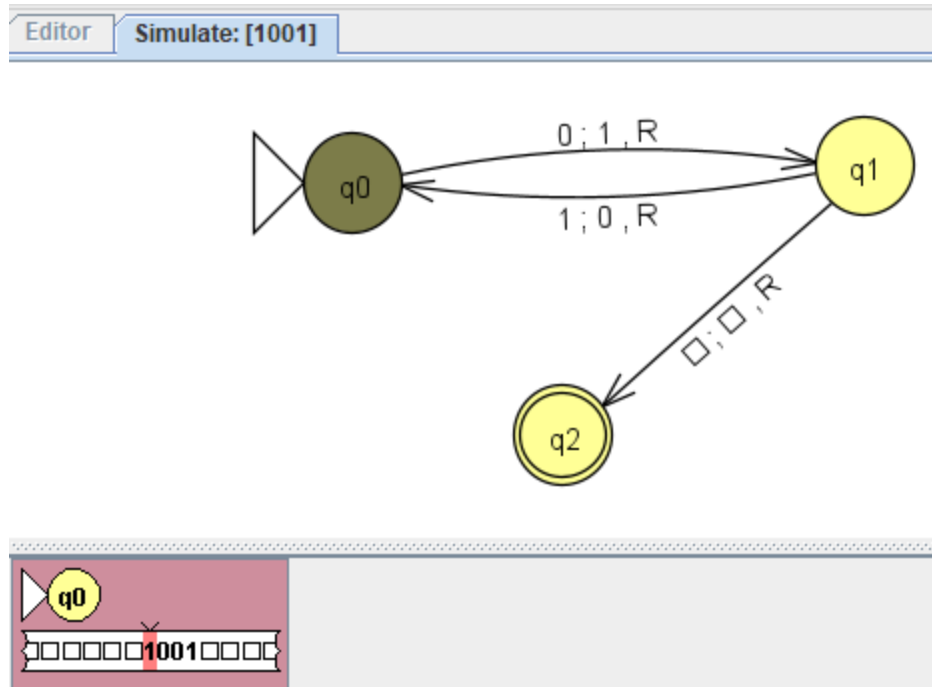 Editor Simulate: [1001]
0 ; 1 , R
q0
q1
1 ; 0 , R
□ ; □ , R
q2
q0
□□□□□□1001□□□□